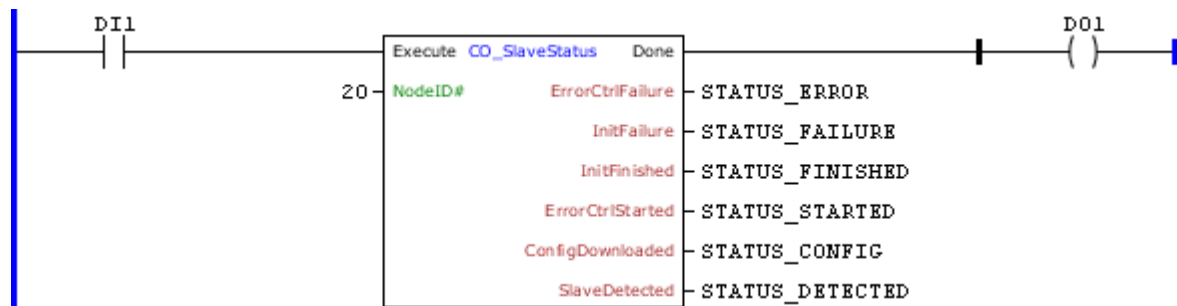 DI1 DO1
Execute CO_SlaveStatus Done
20 NodeID# ErrorCtrlFailure STATUS_ERROR
InitFailure STATUS_FAILURE
InitFinished STATUS_FINISHED
ErrorCtrlStarted STATUS_STARTED
ConfigDownloaded STATUS_CONFIG
SlaveDetected STATUS_DETECTED